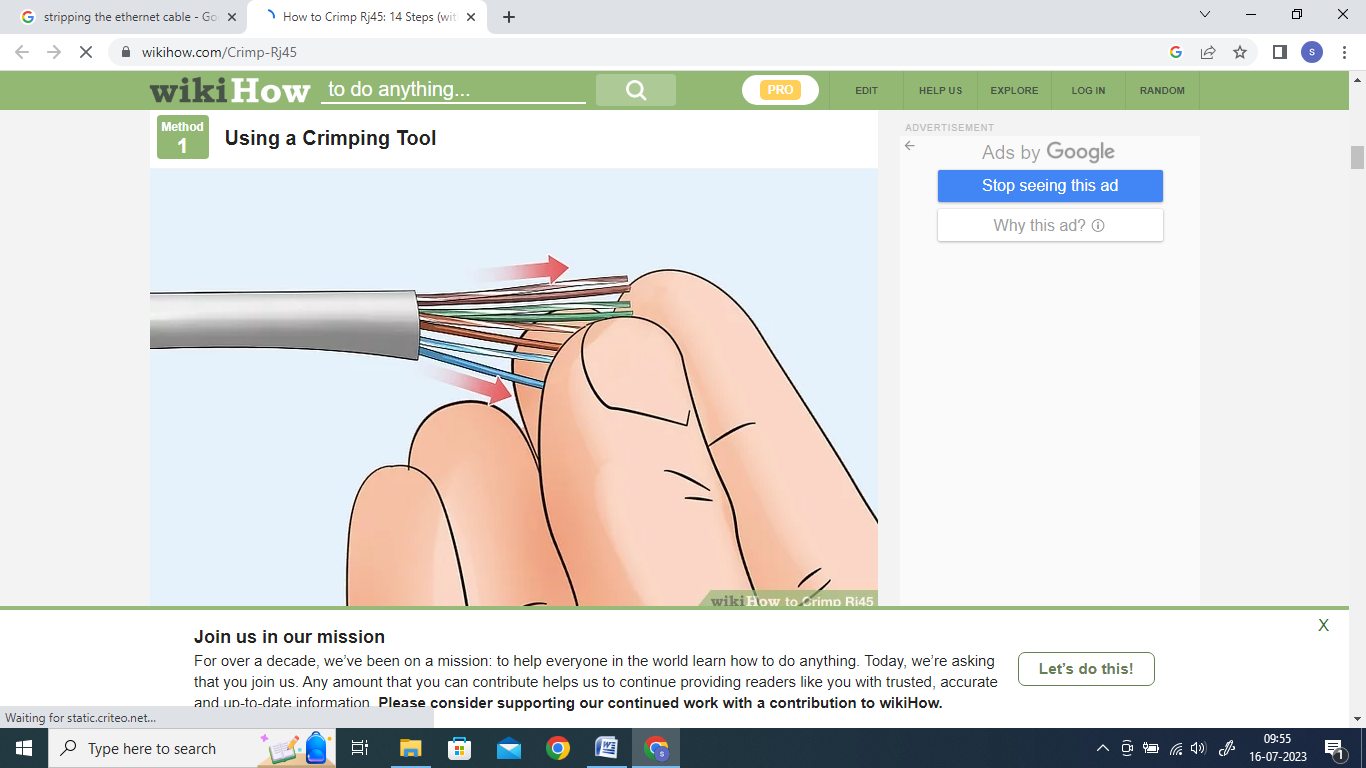 stripping the ethernet cable - Go
How to Crimp Rj45: 14 Steps (wit
wikihow.com/Crimp-Rj45
S
wikiHow
to do anything...
PRO
EDIT
HELP US
EXPLORE
LOG IN
RANDOM
Method
1
Using a Crimping Tool
ADVERTISEMENT
Ads by Google
Stop seeing this ad
Why this ad?
wikiHow to Crimp Rj45
Join us in our mission
X
For over a decade, we've been on a mission: to help everyone in the world learn how to do anything. Today, we're asking
that you join us. Any amount that you can contribute helps us to continue providing readers like you with trusted, accurate
and up-to-date information. Please consider supporting our continued work with a contribution to wikiHow.
Let's do this!
Waiting for static.criteo.net...
Type here to search
W
S
09:55
16-07-2023
1